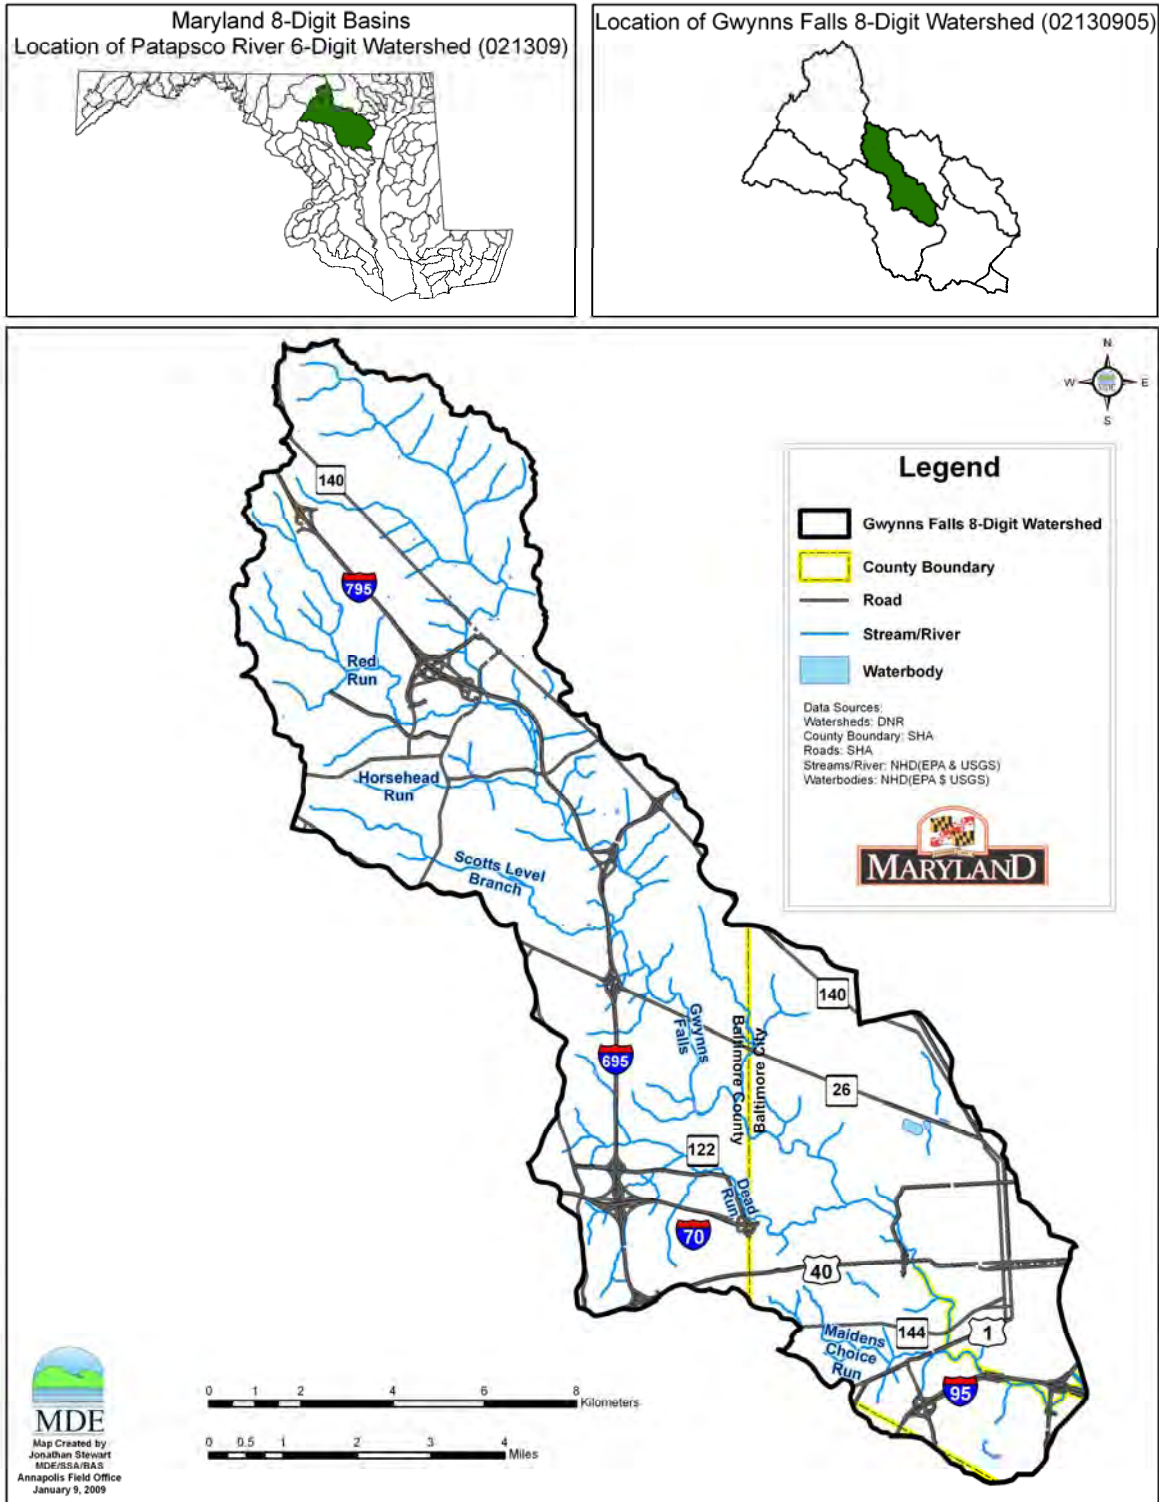 Maryland 8-Digit Basins
Location of Patapsco River 6-Digit Watershed (021309)
Location of Gwynns Falls 8-Digit Watershed (02130905)
N
W
E
S
Legend
Gwynns Falls 8-Digit Watershed
County Boundary
Road
Stream/River
Waterbody
Data Sources:
Watersheds: DNR
County Boundary: SHA
Roads: SHA
Streams/River: NHD(EPA & USGS)
Waterbodies: NHD(EPA $ USGS)
MARYLAND
140
795
Red
Run
Horsehead
Run
Scotts Level
Branch
140
Gwynns
Falls
Baltimore County
Baltimore City
695
26
122
Dead
Run
70
40
Maidens
Choice
Run
144
1
95
MDE
Map Created by
Jonathan Stewart
MDE/SSA/BAS
Annapolis Field Office
January 9, 2009
0 1 2 4 6 8
Kilometers
0 0.5 1 2 3 4
Miles